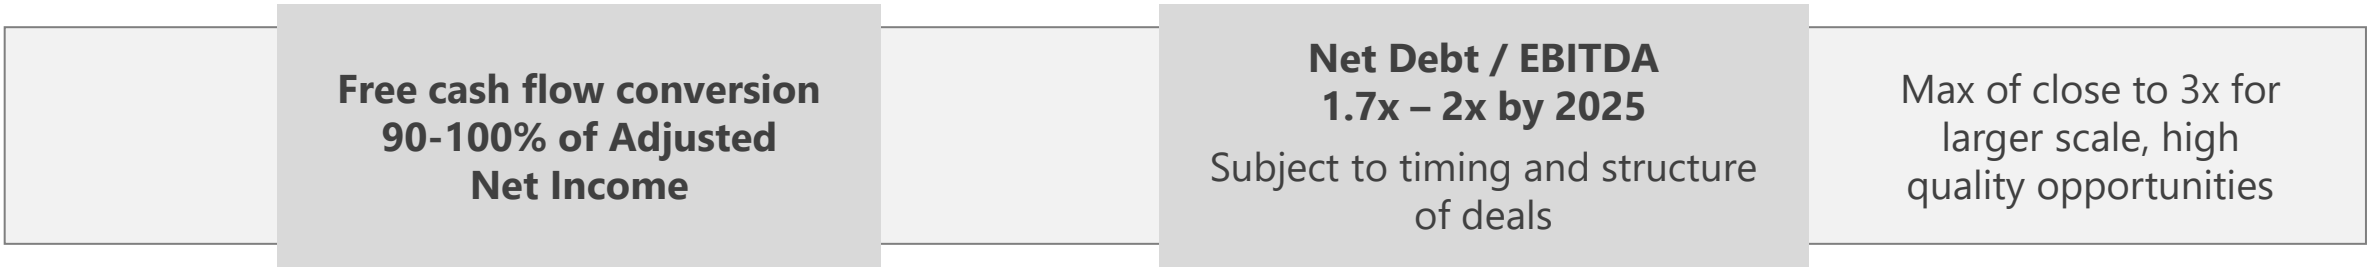 Free cash flow conversion
90-100% of Adjusted
Net Income
Net Debt / EBITDA
1.7x – 2x by 2025
Subject to timing and structure
of deals
Max of close to 3x for
larger scale, high
quality opportunities